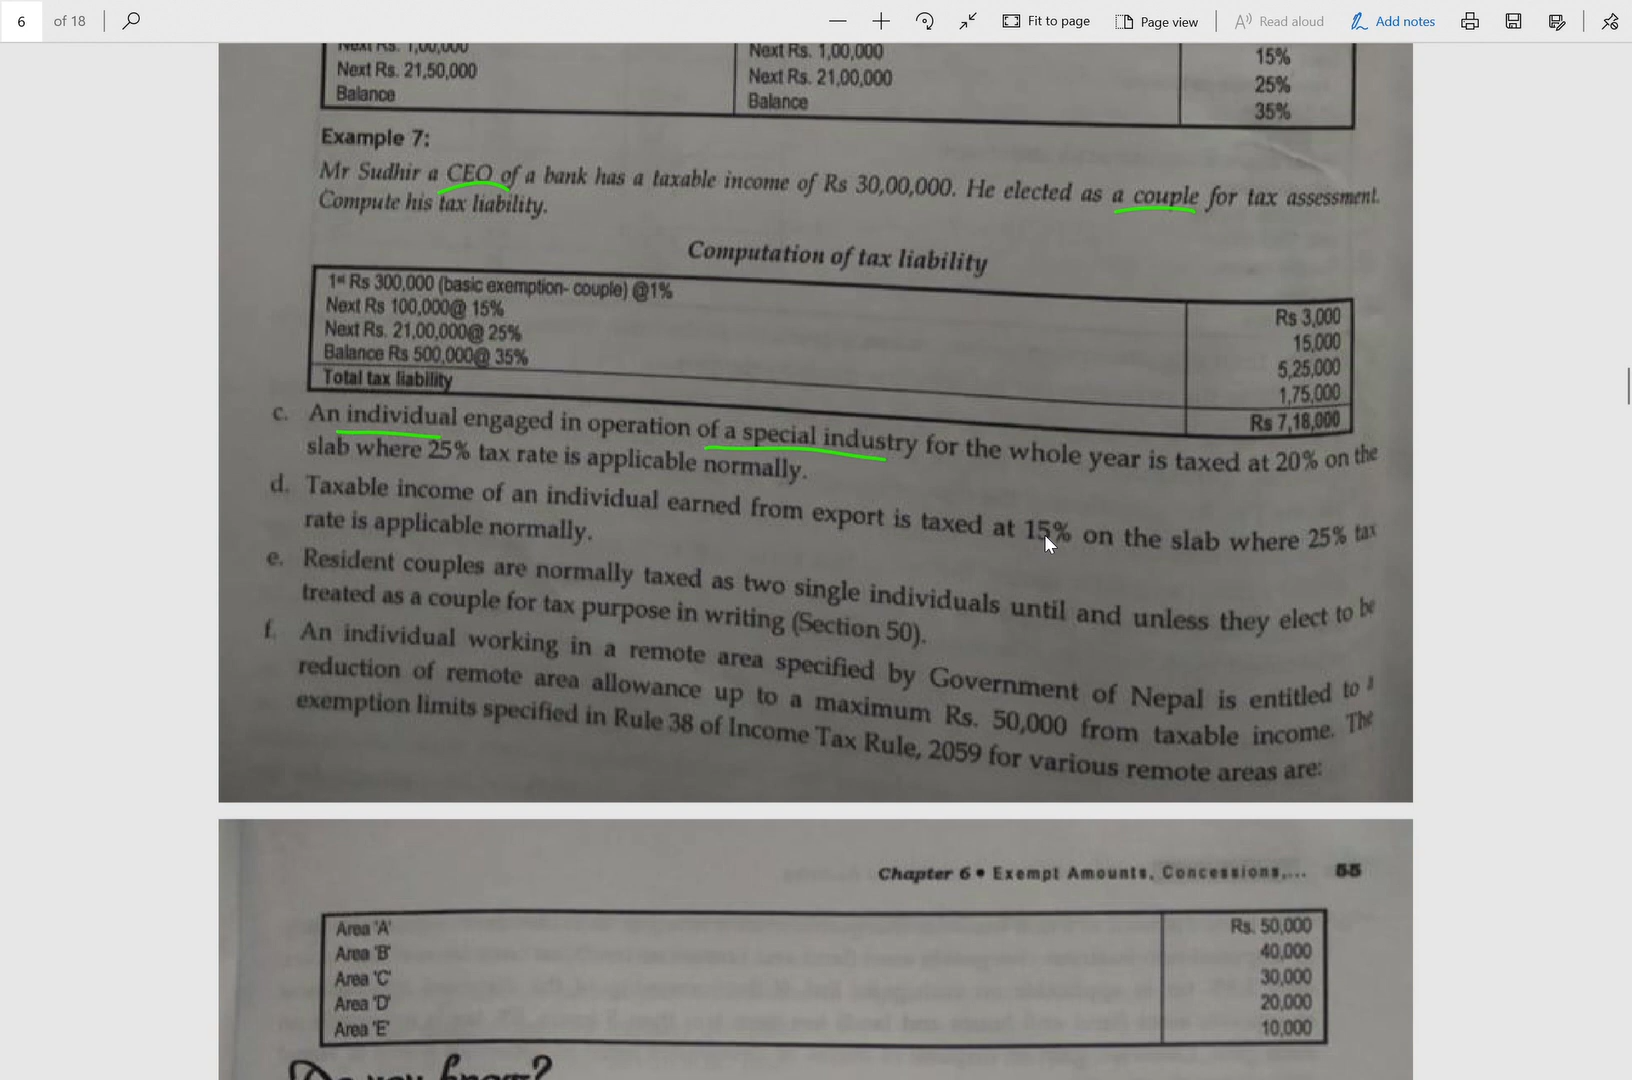 6 of 18 Fit to page Page view Read aloud Add notes
Next Rs. 1,00,000 Next Rs. 1,00,000 15%
Next Rs. 21,50,000 Next Rs. 21,00,000 25%
Balance Balance 35%
Example 7:
Mr Sudhir a CEO of a bank has a taxable income of Rs 30,00,000. He elected as a couple for tax assessment.
Compute his tax liability.
Computation of tax liability
1st Rs 300,000 (basic exemption- couple) @1% Rs 3,000
Next Rs 100,000@ 15% 15,000
Next Rs. 21,00,000@ 25% 5,25,000
Balance Rs 500,000@ 35% 1,75,000
Total tax liability Rs 7,18,000
c. An individual engaged in operation of a special industry for the whole year is taxed at 20% on the
slab where 25% tax rate is applicable normally.
d. Taxable income of an individual earned from export is taxed at 15% on the slab where 25% tax
rate is applicable normally.
e. Resident couples are normally taxed as two single individuals until and unless they elect to be
treated as a couple for tax purpose in writing (Section 50).
f. An individual working in a remote area specified by Government of Nepal is entitled to a
reduction of remote area allowance up to a maximum Rs. 50,000 from taxable income. The
exemption limits specified in Rule 38 of Income Tax Rule, 2059 for various remote areas are:
Chapter 6 • Exempt Amounts, Concessions,... 55
Area 'A' Rs. 50,000
Area 'B' 40,000
Area 'C' 30,000
Area 'D' 20,000
Area 'E' 10,000
Do you know?